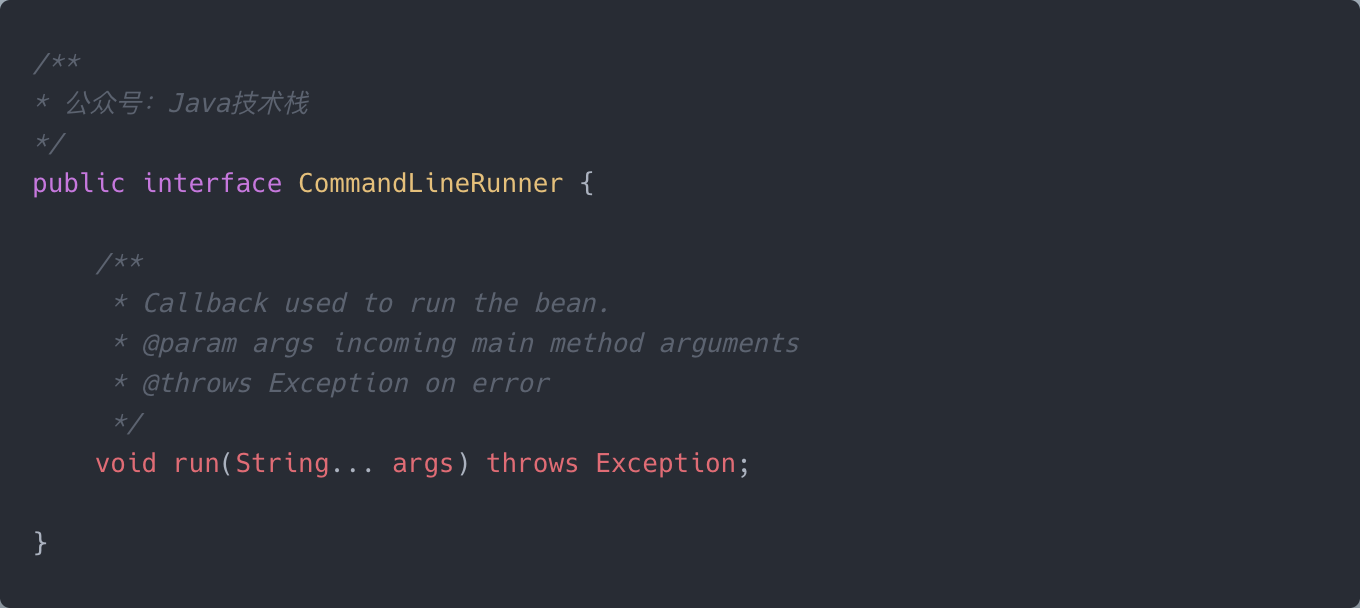 /**
* 公众号：Java技术栈
*/
public interface CommandLineRunner {
/**
* Callback used to run the bean.
* @param args incoming main method arguments
* @throws Exception on error
*/
void run(String... args) throws Exception;
}